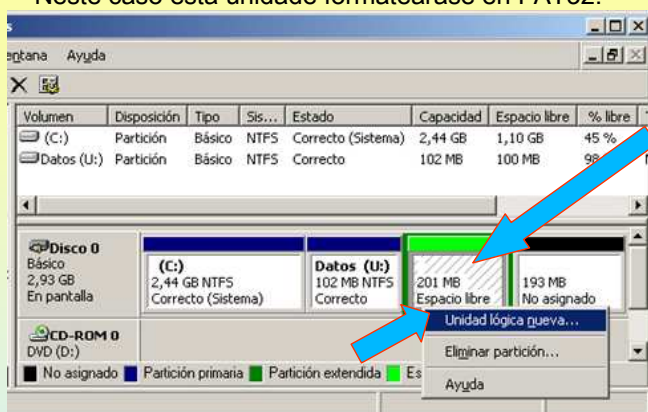 Neste caso esta unidade formatearase en FAT32.
s
entana Ayuda
Volumen Disposición Tipo Sis... Estado Capacidad Espacio libre % libre
(C:) Partición Básico NTFS Correcto (Sistema) 2,44 GB 1,10 GB 45 %
Datos (U:) Partición Básico NTFS Correcto 102 MB 100 MB 98
Disco 0
Básico
2,93 GB
En pantalla
(C:)
2,44 GB NTFS
Correcto (Sistema)
Datos (U:)
102 MB NTFS
Correcto
201 MB
Espacio libre
193 MB
No asignado
Unidad lógica nueva...
Eliminar partición...
Ayuda
CD-ROM 0
DVD (D:)
No asignado Partición primaria Partición extendida Es